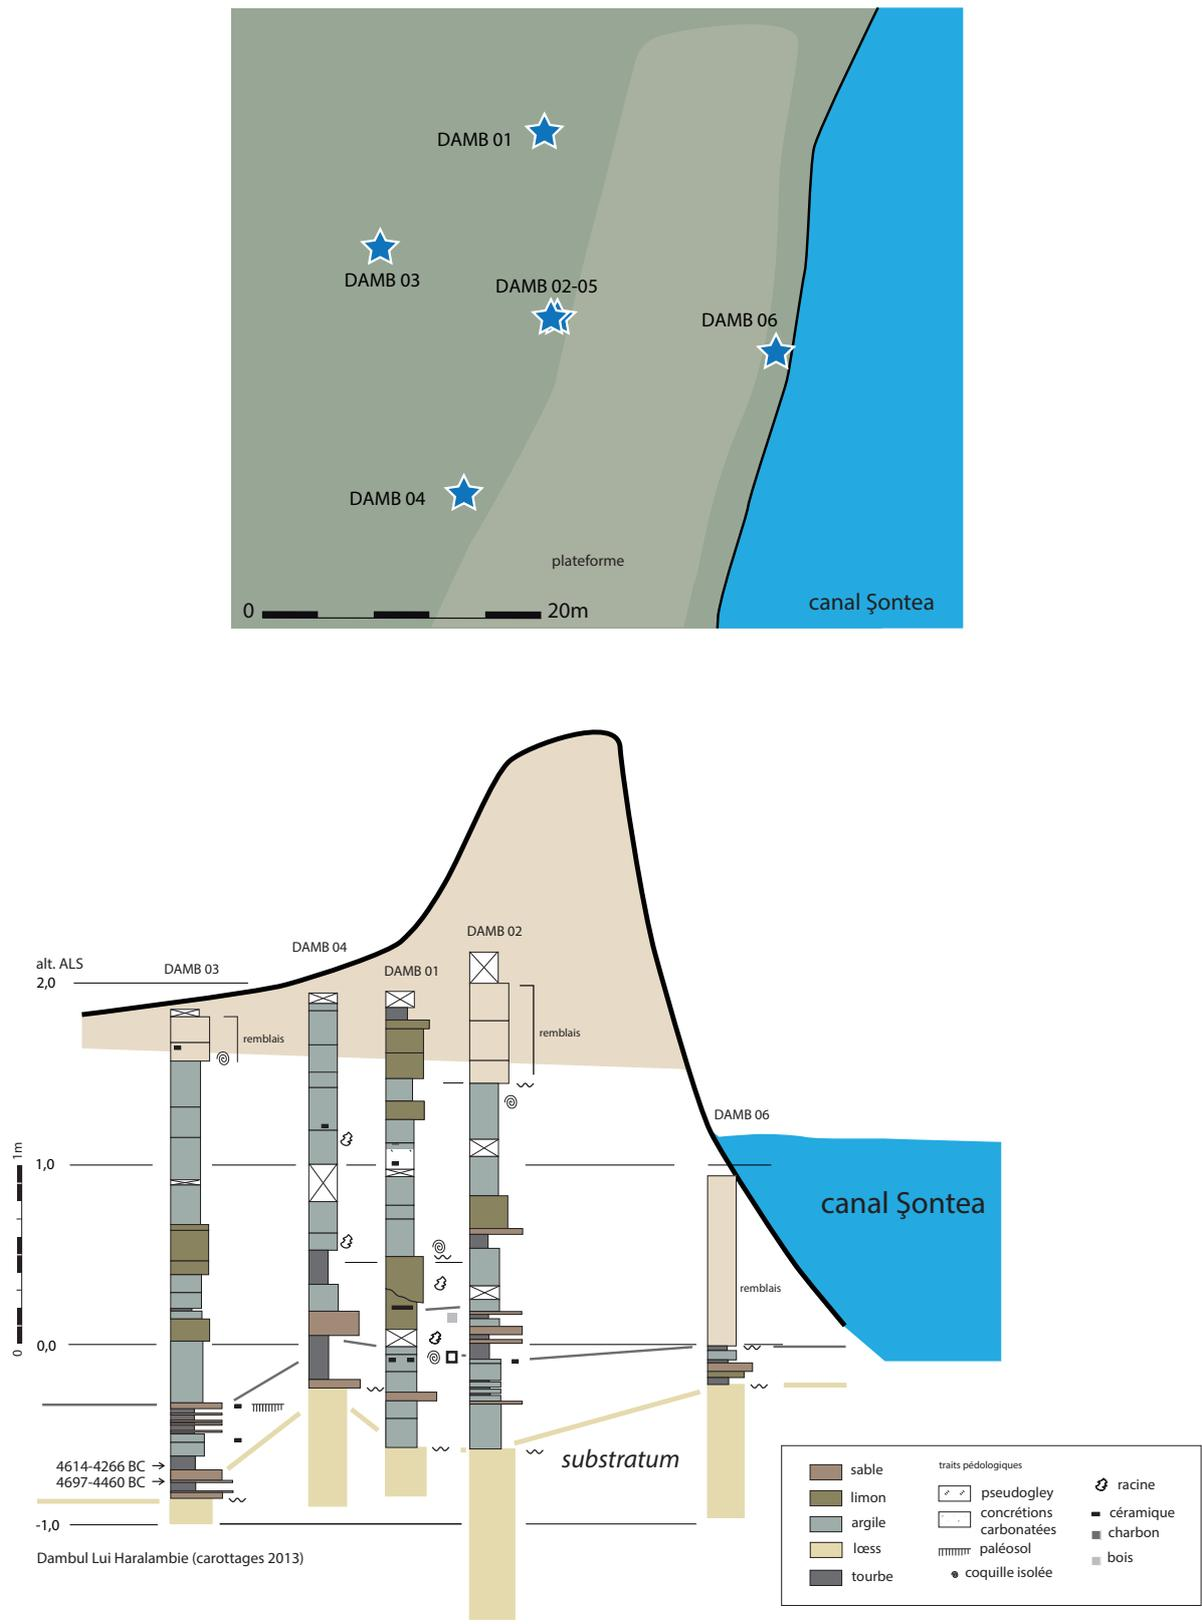 DAMB 01
DAMB 03
DAMB 02-05
DAMB 06
DAMB 04
plateforme
0 20m
canal Şontea
DAMB 02
DAMB 04
alt. ALS
DAMB 03
DAMB 01
2,0
remblais
remblais
DAMB 06
1m
1,0
canal Şontea
remblais
0
0,0
4614-4266 BC
4697-4460 BC
substratum
-1,0
Dambul Lui Haralambie (carottages 2013)
sable
limon
argile
lœss
tourbe
traits pédologiques
pseudogley
concrétions
carbonatées
paléosol
coquille isolée
racine
céramique
charbon
bois